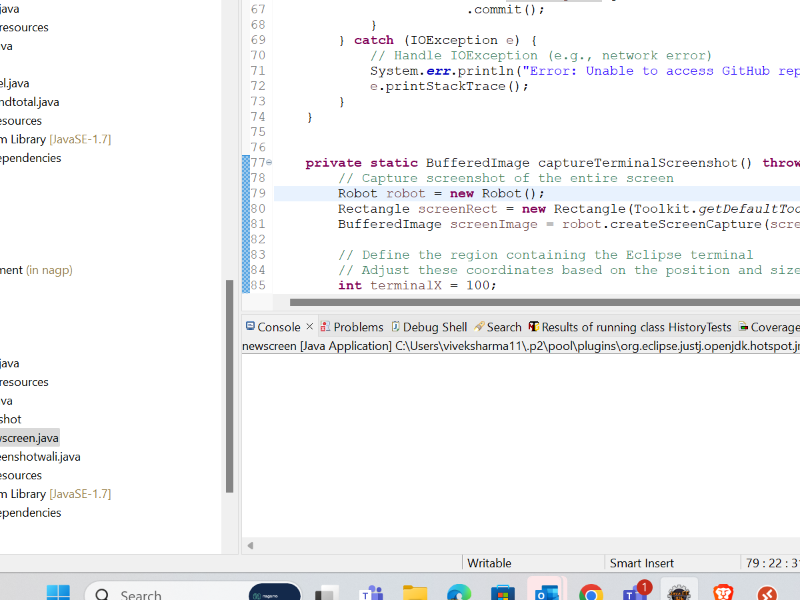 java
resources
va
el.java
ndtotal.java
esources
m Library [JavaSE-1.7]
ependencies
ment (in nagp)
java
resources
va
shot
wscreen.java
eenshotwali.java
esources
m Library [JavaSE-1.7]
ependencies
67 .commit();
68 }
69 } catch (IOException e) {
70 // Handle IOException (e.g., network error)
71 System.err.println("Error: Unable to access GitHub rep
72 e.printStackTrace();
73 }
74 }
75
76
77 private static BufferedImage captureTerminalScreenshot() throw
78 // Capture screenshot of the entire screen
79 Robot robot = new Robot();
80 Rectangle screenRect = new Rectangle(Toolkit.getDefaultToo
81 BufferedImage screenImage = robot.createScreenCapture(scre
82
83 // Define the region containing the Eclipse terminal
84 // Adjust these coordinates based on the position and size
85 int terminalX = 100;
Console Problems Debug Shell Search Results of running class HistoryTests Coverage
newscreen [Java Application] C:\Users\viveksharma11\.p2\pool\plugins\org.eclipse.justj.openjdk.hotspot.jr
Writable Smart Insert 79 : 22 : 31
Search 1